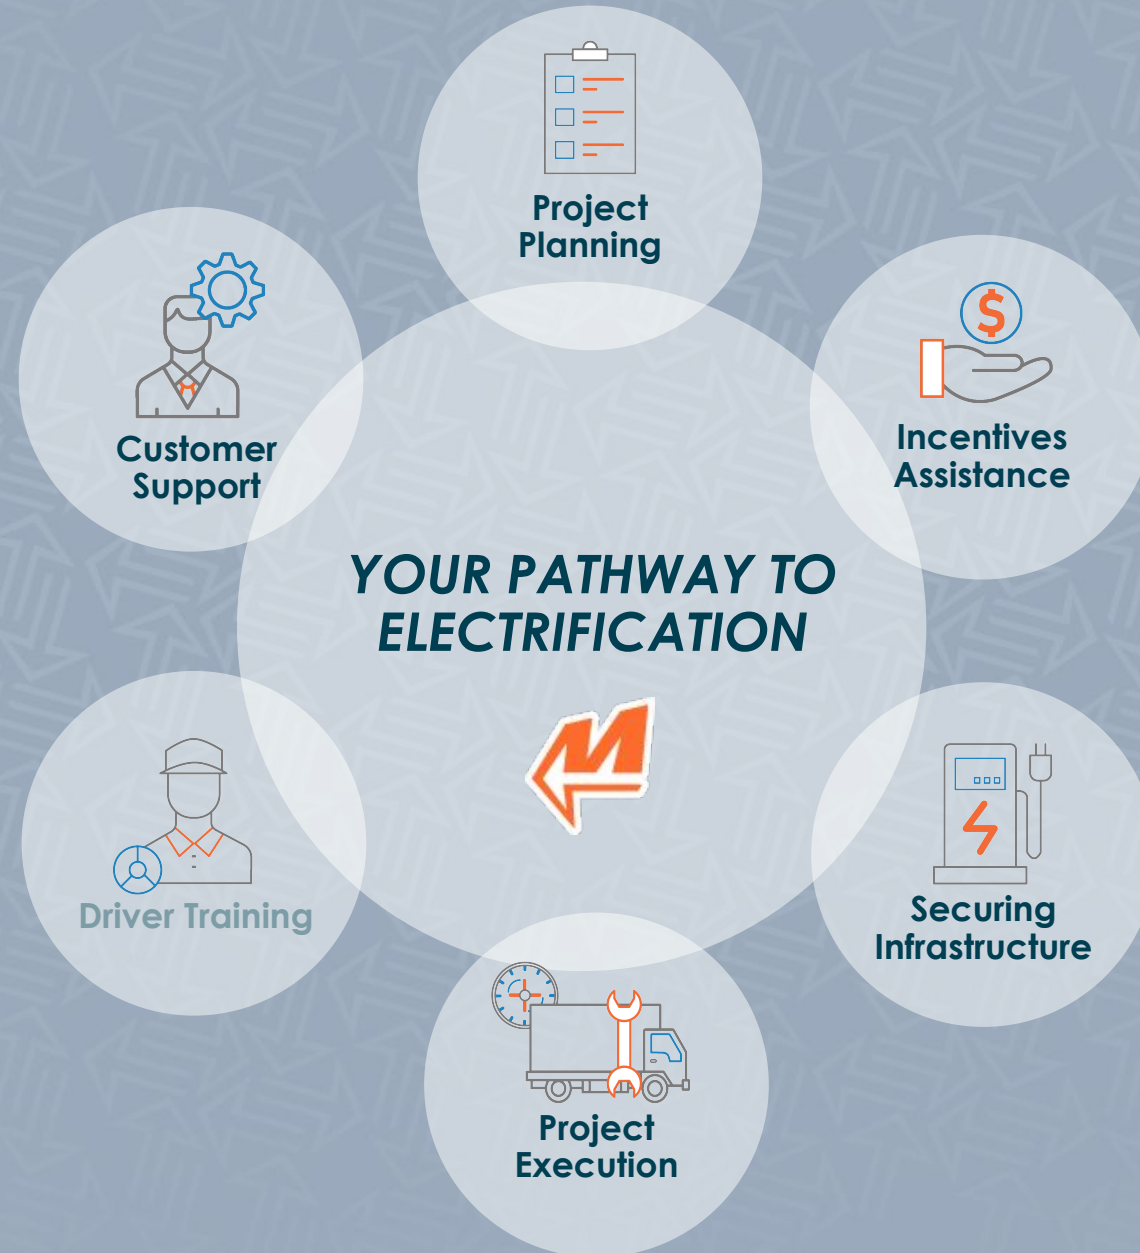 Project
Planning
Incentives
Assistance
Customer
Support
YOUR PATHWAY TO
ELECTRIFICATION
M
Driver Training
Securing
Infrastructure
Project
Execution
$